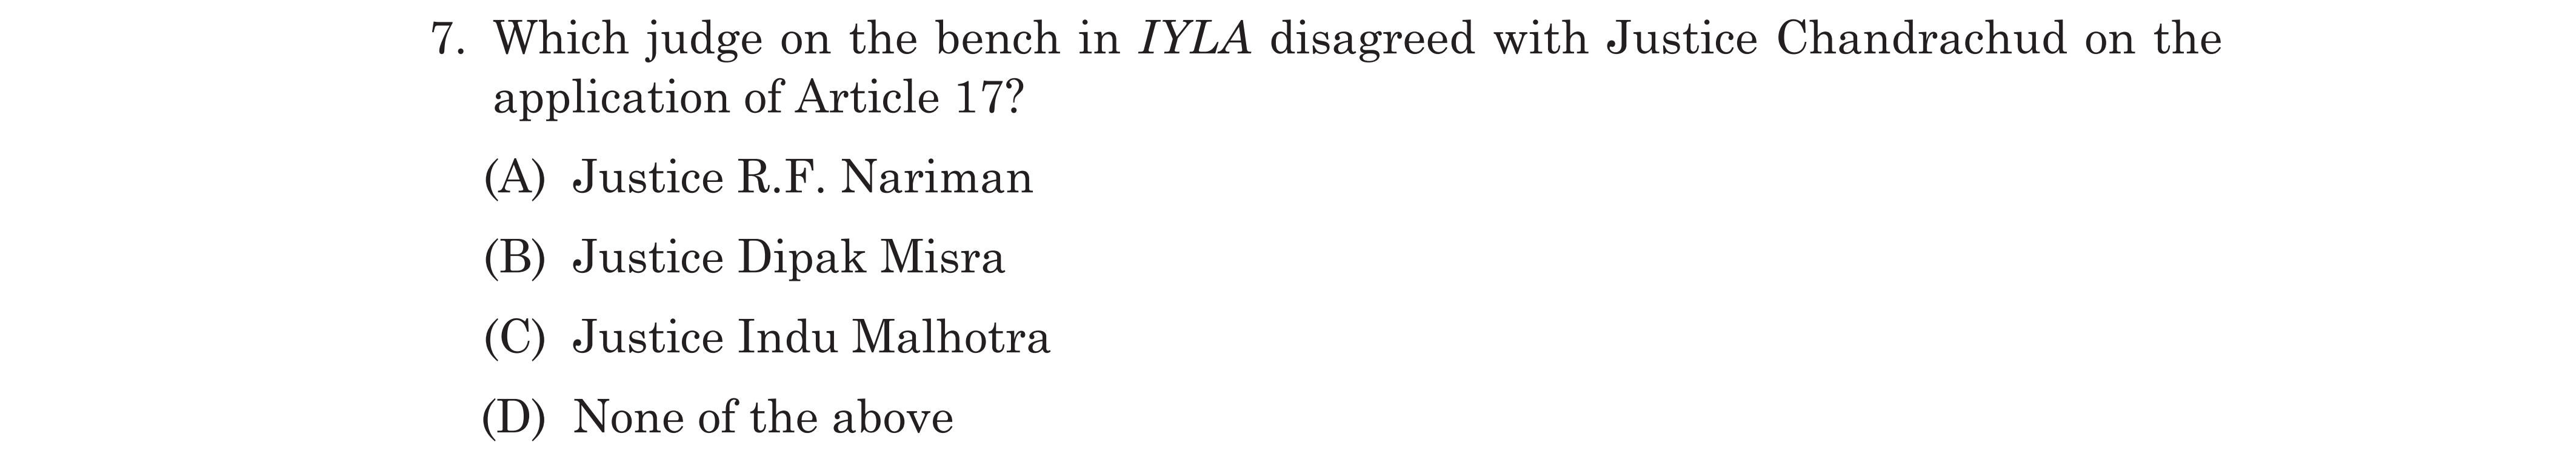 7. Which judge on the bench in IYLA disagreed with Justice Chandrachud on the
application of Article 17?
(A) Justice R.F. Nariman
(B) Justice Dipak Misra
(C) Justice Indu Malhotra
(D) None of the above